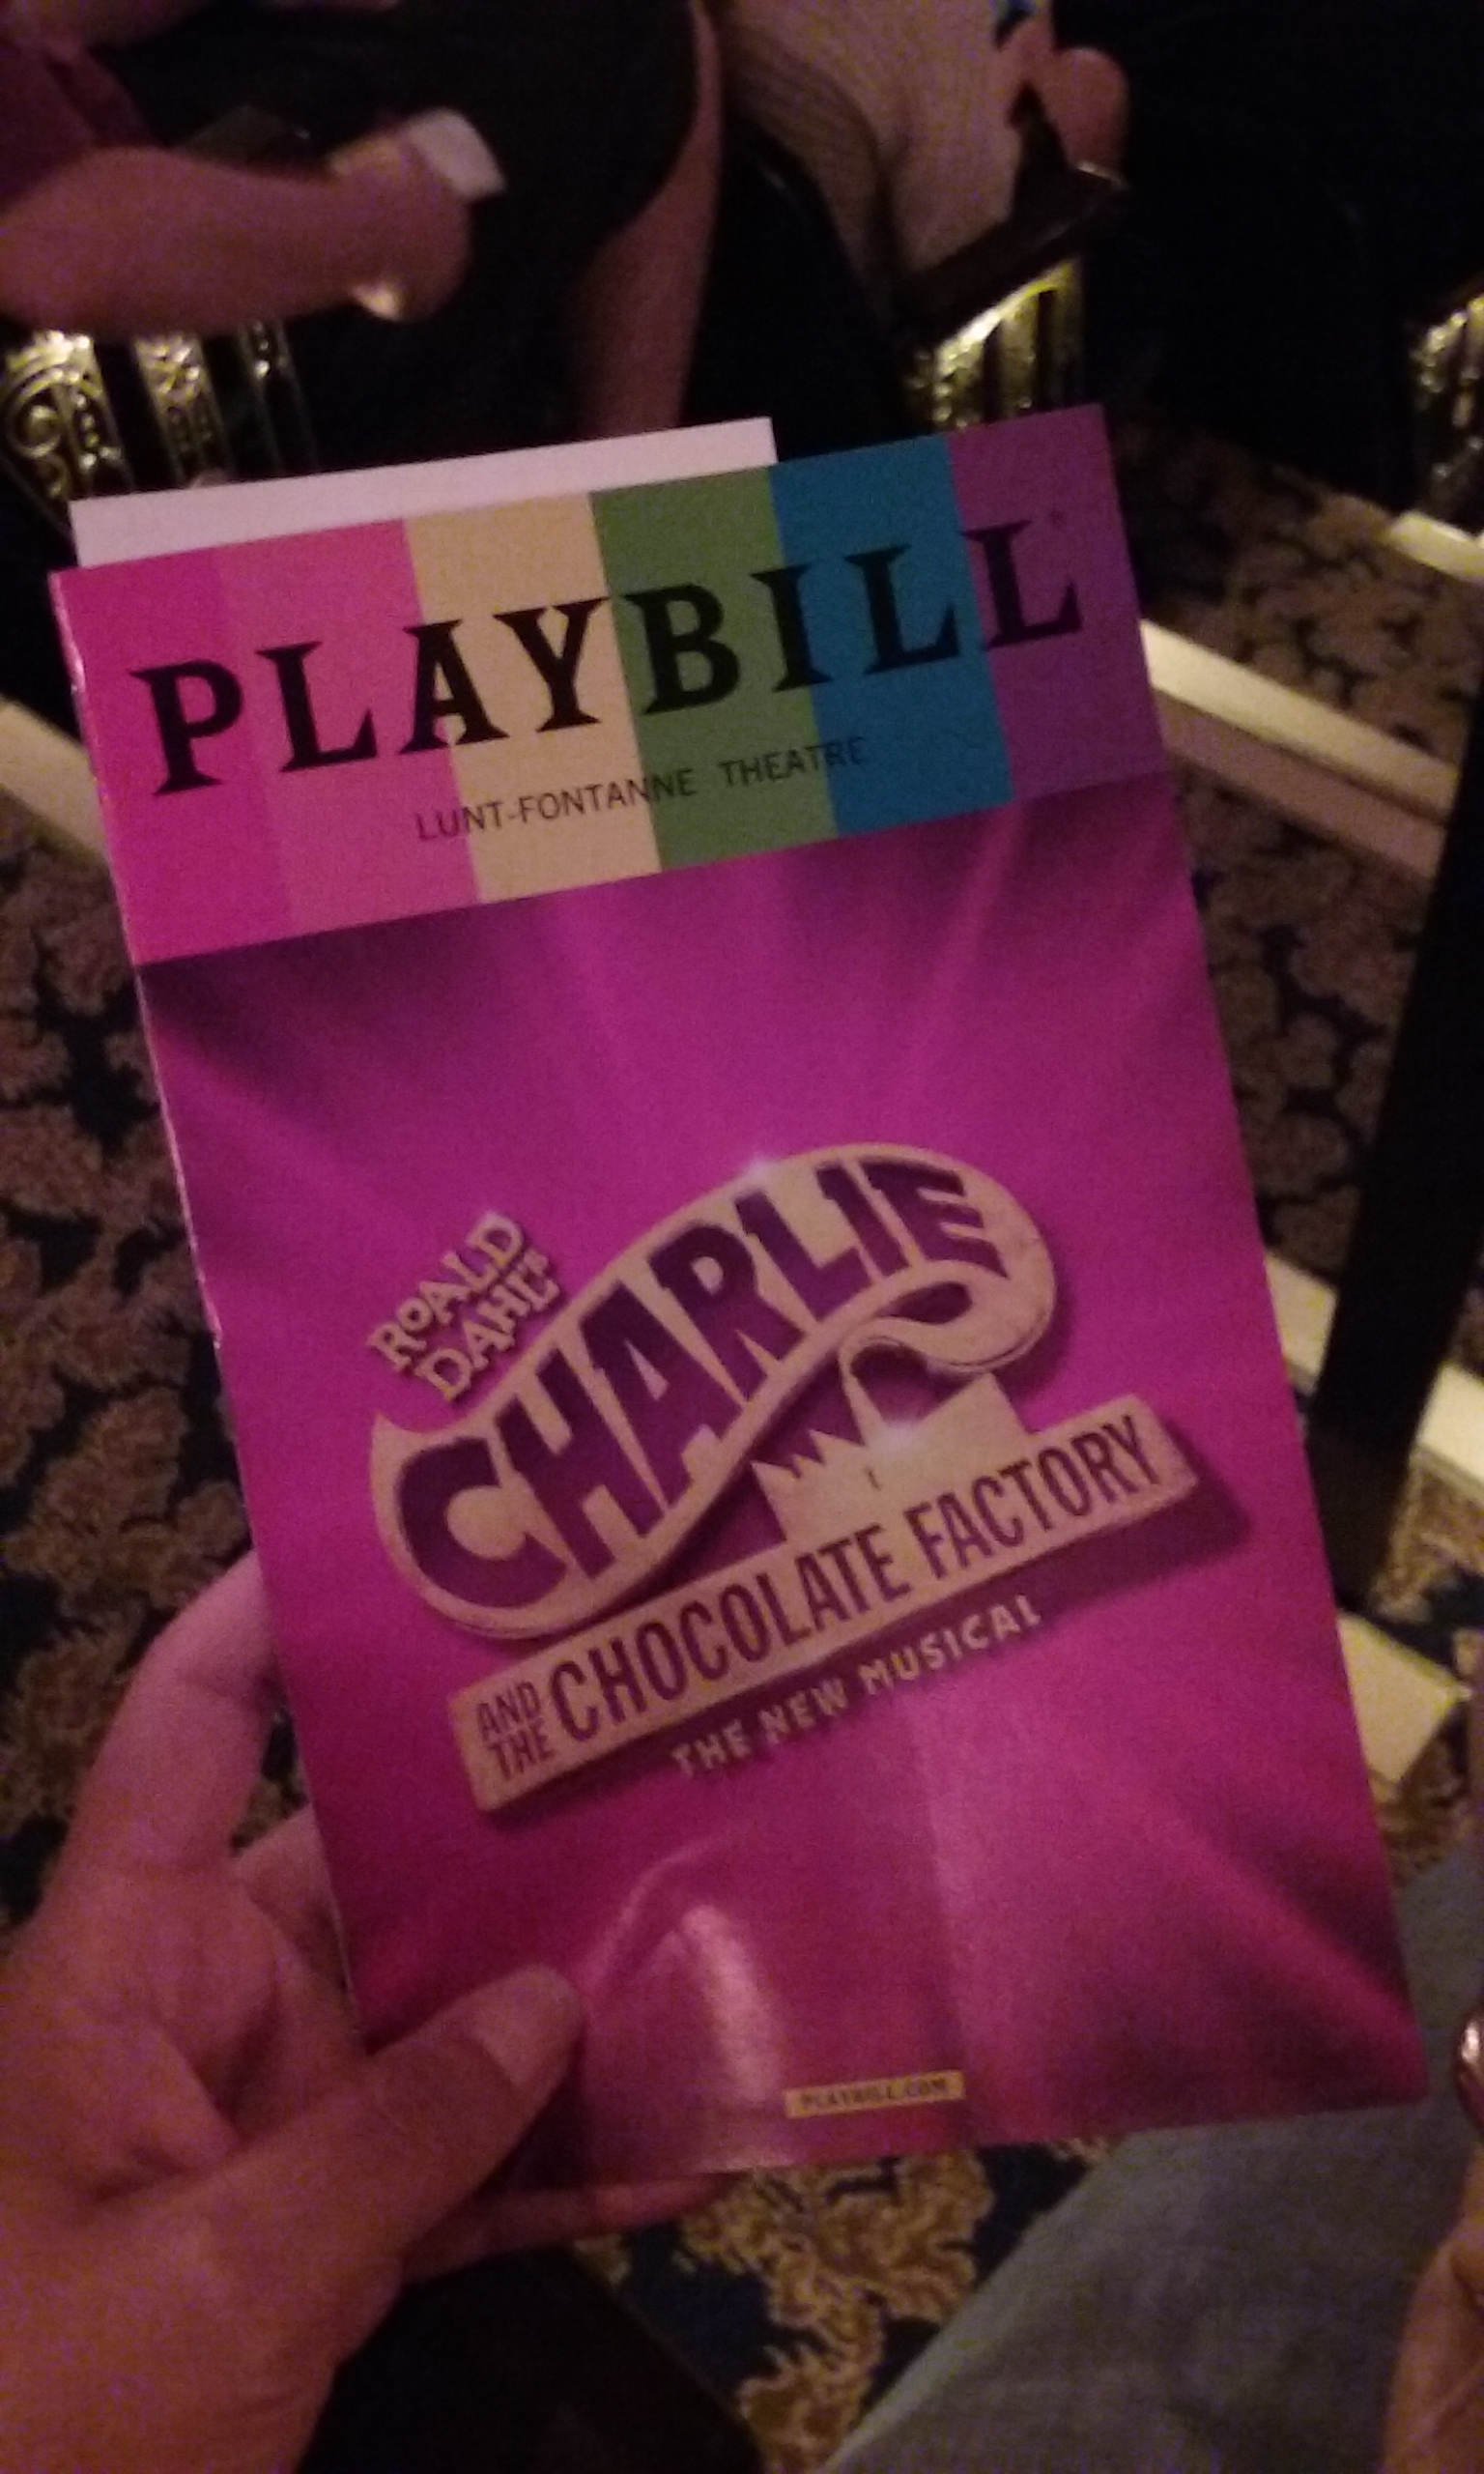 PLAYBILL®
LUNT-FONTANNE THEATRE
ROALD
DAHL'S
CHARLIE
AND
THE CHOCOLATE FACTORY
THE NEW MUSICAL
PLAYBILL.COM